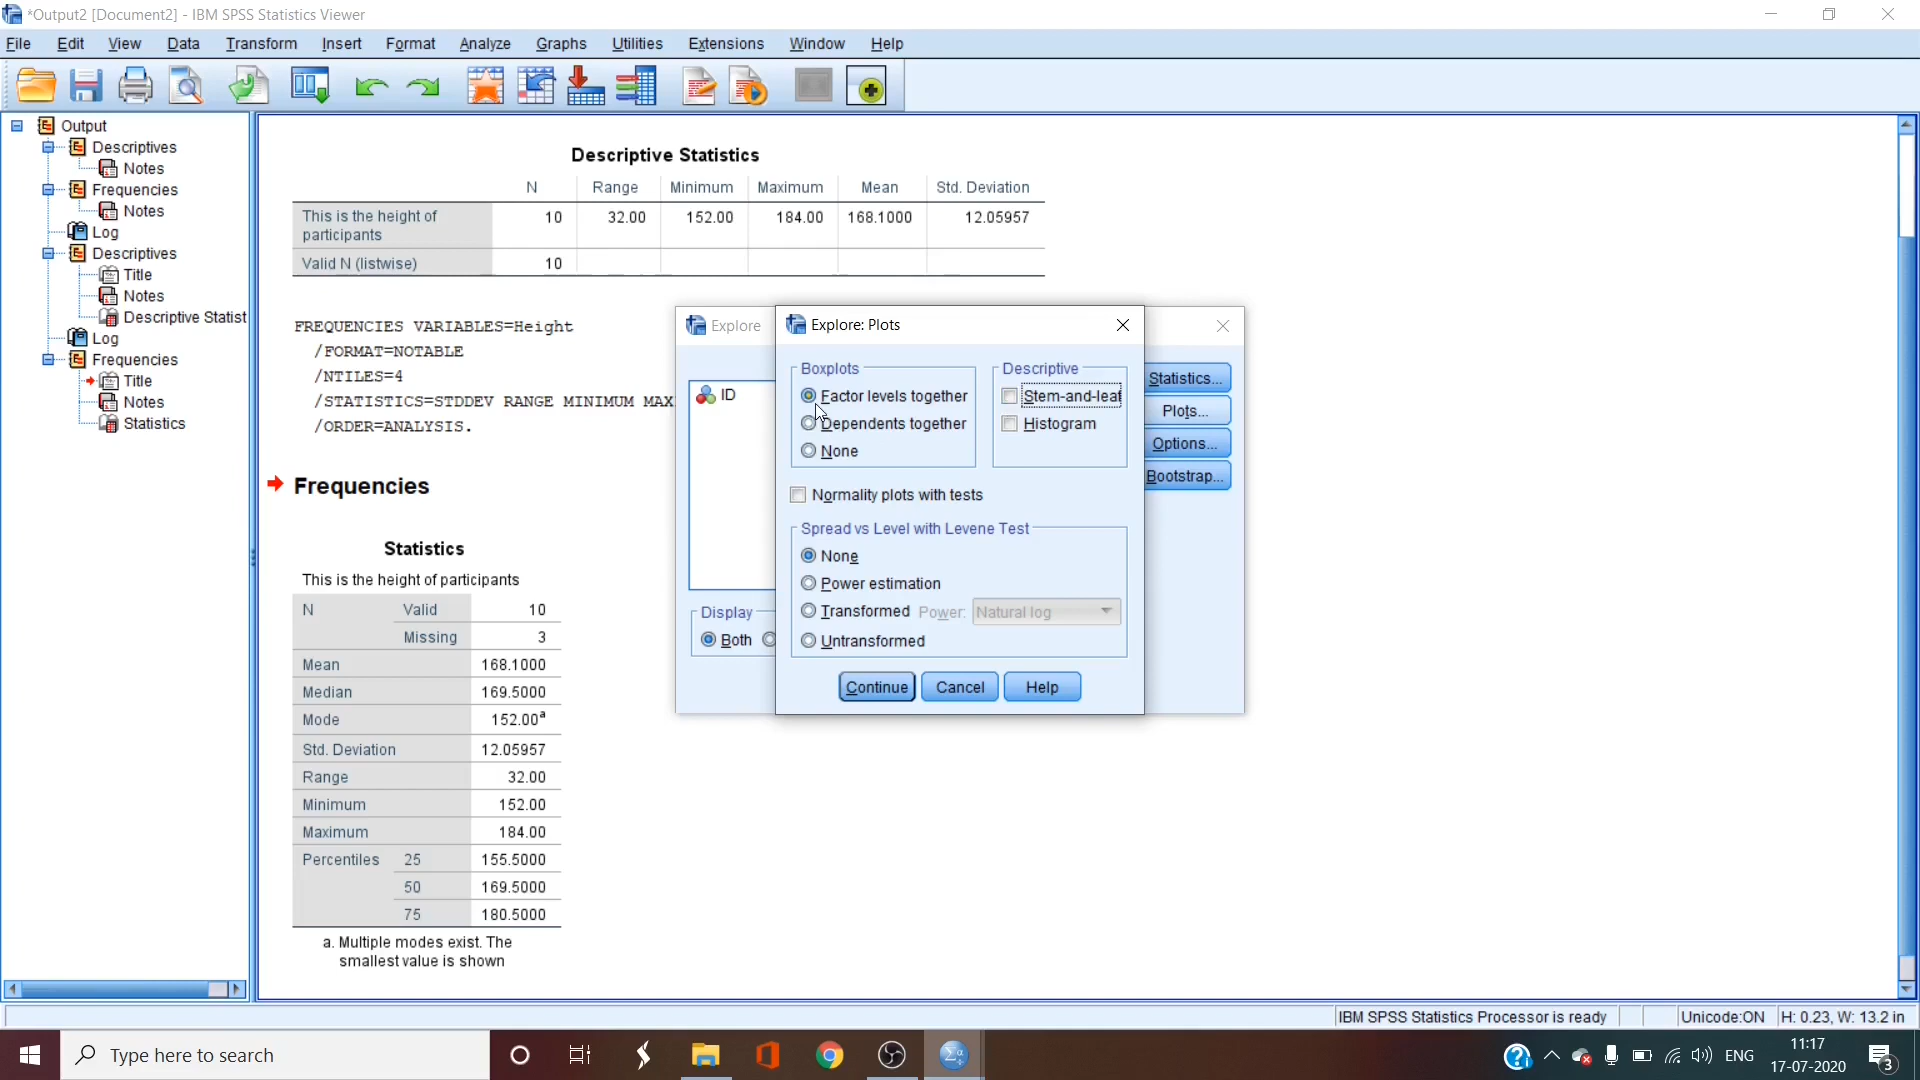 *Output2 [Document2] - IBM SPSS Statistics Viewer
File Edit View Data Transform Insert Format Analyze Graphs Utilities Extensions Window Help
Output
Descriptives
Notes
Frequencies
Notes
Log
Descriptives
Title
Notes
Descriptive Statist
Log
Frequencies
Title
Notes
Statistics
Descriptive Statistics
N Range Minimum Maximum Mean Std. Deviation
This is the height of participants 10 32.00 152.00 184.00 168.1000 12.05957
Valid N (listwise) 10
FREQUENCIES VARIABLES=Height
/FORMAT=NOTABLE
/NTILES=4
/STATISTICS=STDDEV RANGE MINIMUM MAX
/ORDER=ANALYSIS.
Frequencies
Statistics
This is the height of participants
N Valid 10
Missing 3
Mean 168.1000
Median 169.5000
Mode 152.00a
Std. Deviation 12.05957
Range 32.00
Minimum 152.00
Maximum 184.00
Percentiles 25 155.5000
50 169.5000
75 180.5000
a. Multiple modes exist. The
smallest value is shown
Explore
ID
Display
Both
Statistics...
Plots...
Options...
Bootstrap...
Explore: Plots
Boxplots
Factor levels together
Dependents together
None
Descriptive
Stem-and-leaf
Histogram
Normality plots with tests
Spread vs Level with Levene Test
None
Power estimation
Transformed Power: Natural log
Untransformed
Continue Cancel Help
IBM SPSS Statistics Processor is ready Unicode:ON H: 0.23, W: 13.2 in
Type here to search
ENG
11:17
17-07-2020
3